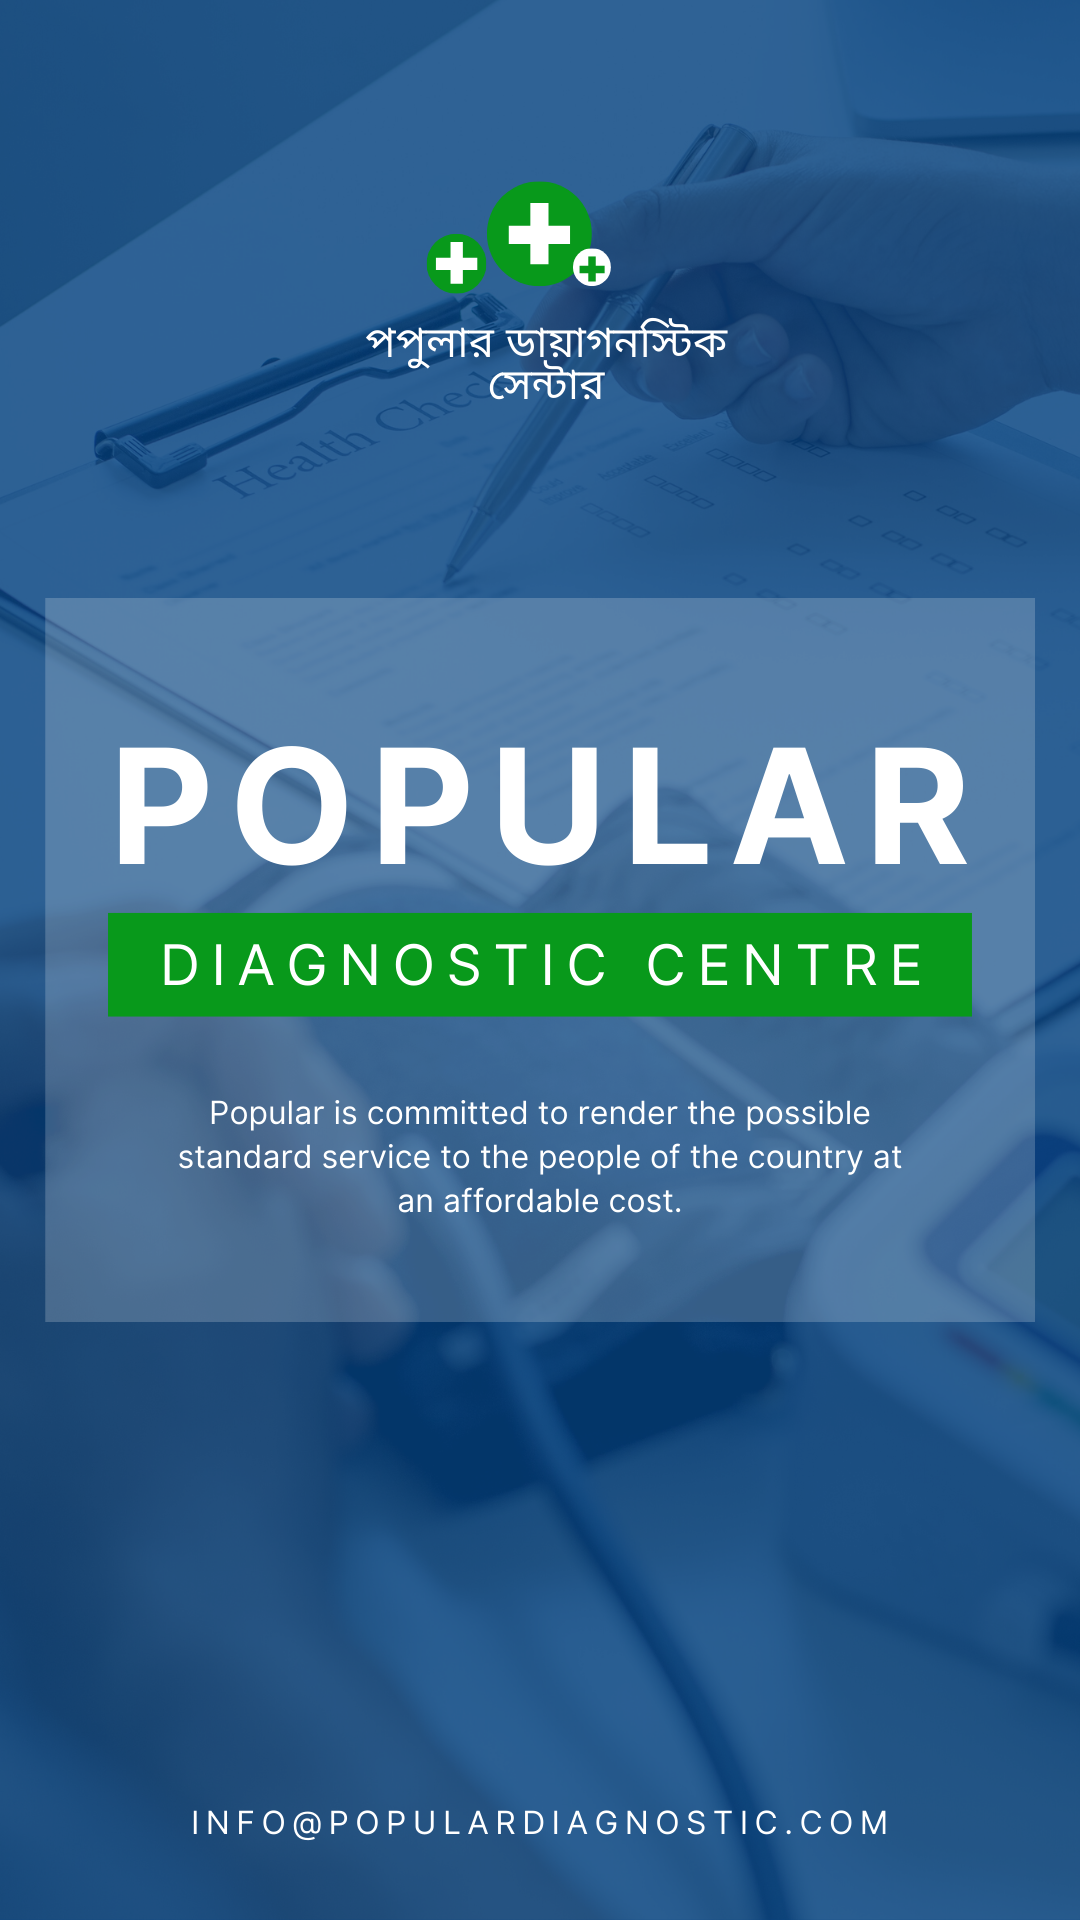 পপুলার ডায়াগনস্টিক
সেন্টার
Health Check
POPULAR
DIAGNOSTIC CENTRE
Popular is committed to render the possible
standard service to the people of the country at
an affordable cost.
INFO@POPULARDIAGNOSTIC.COM